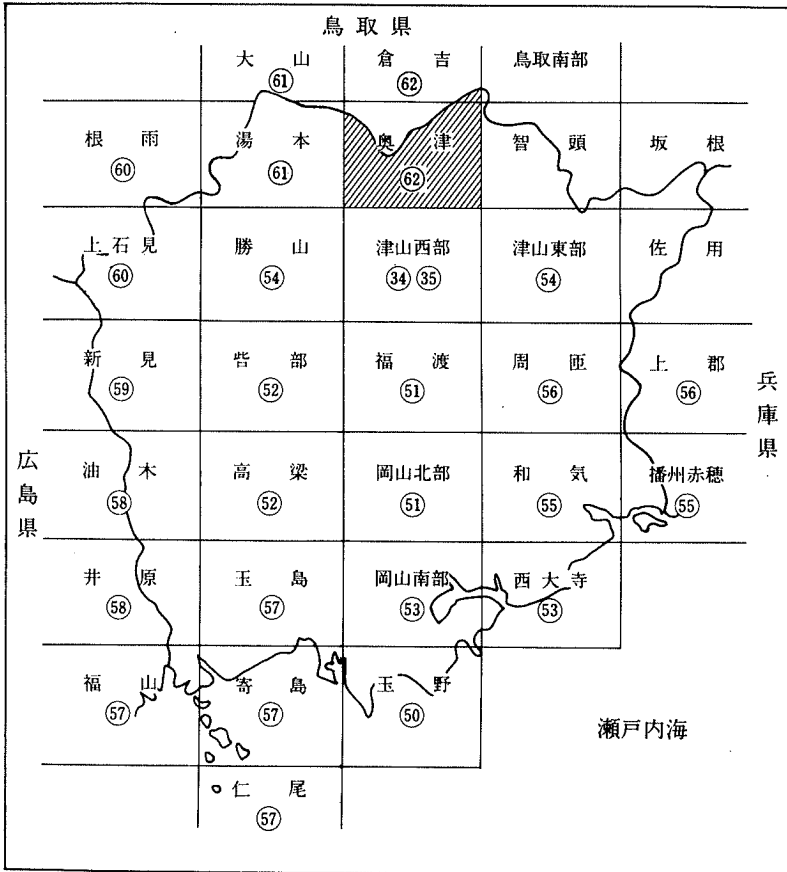 鳥取県
大山 倉吉 鳥取南部
61 62
根雨 湯本 奥津 智頭 坂根
60 61 62
上石見 勝山 津山西部 津山東部 佐用
60 54 34 35 54
新見 呰部 福渡 周匝 上郡
59 52 51 56 56
兵庫県
広島県
油木 高梁 岡山北部 和気 播州赤穂
58 52 51 55 55
井原 玉島 岡山南部 西大寺
58 57 53 53
福山 寄島 玉野
57 57 50
瀬戸内海
仁尾
57